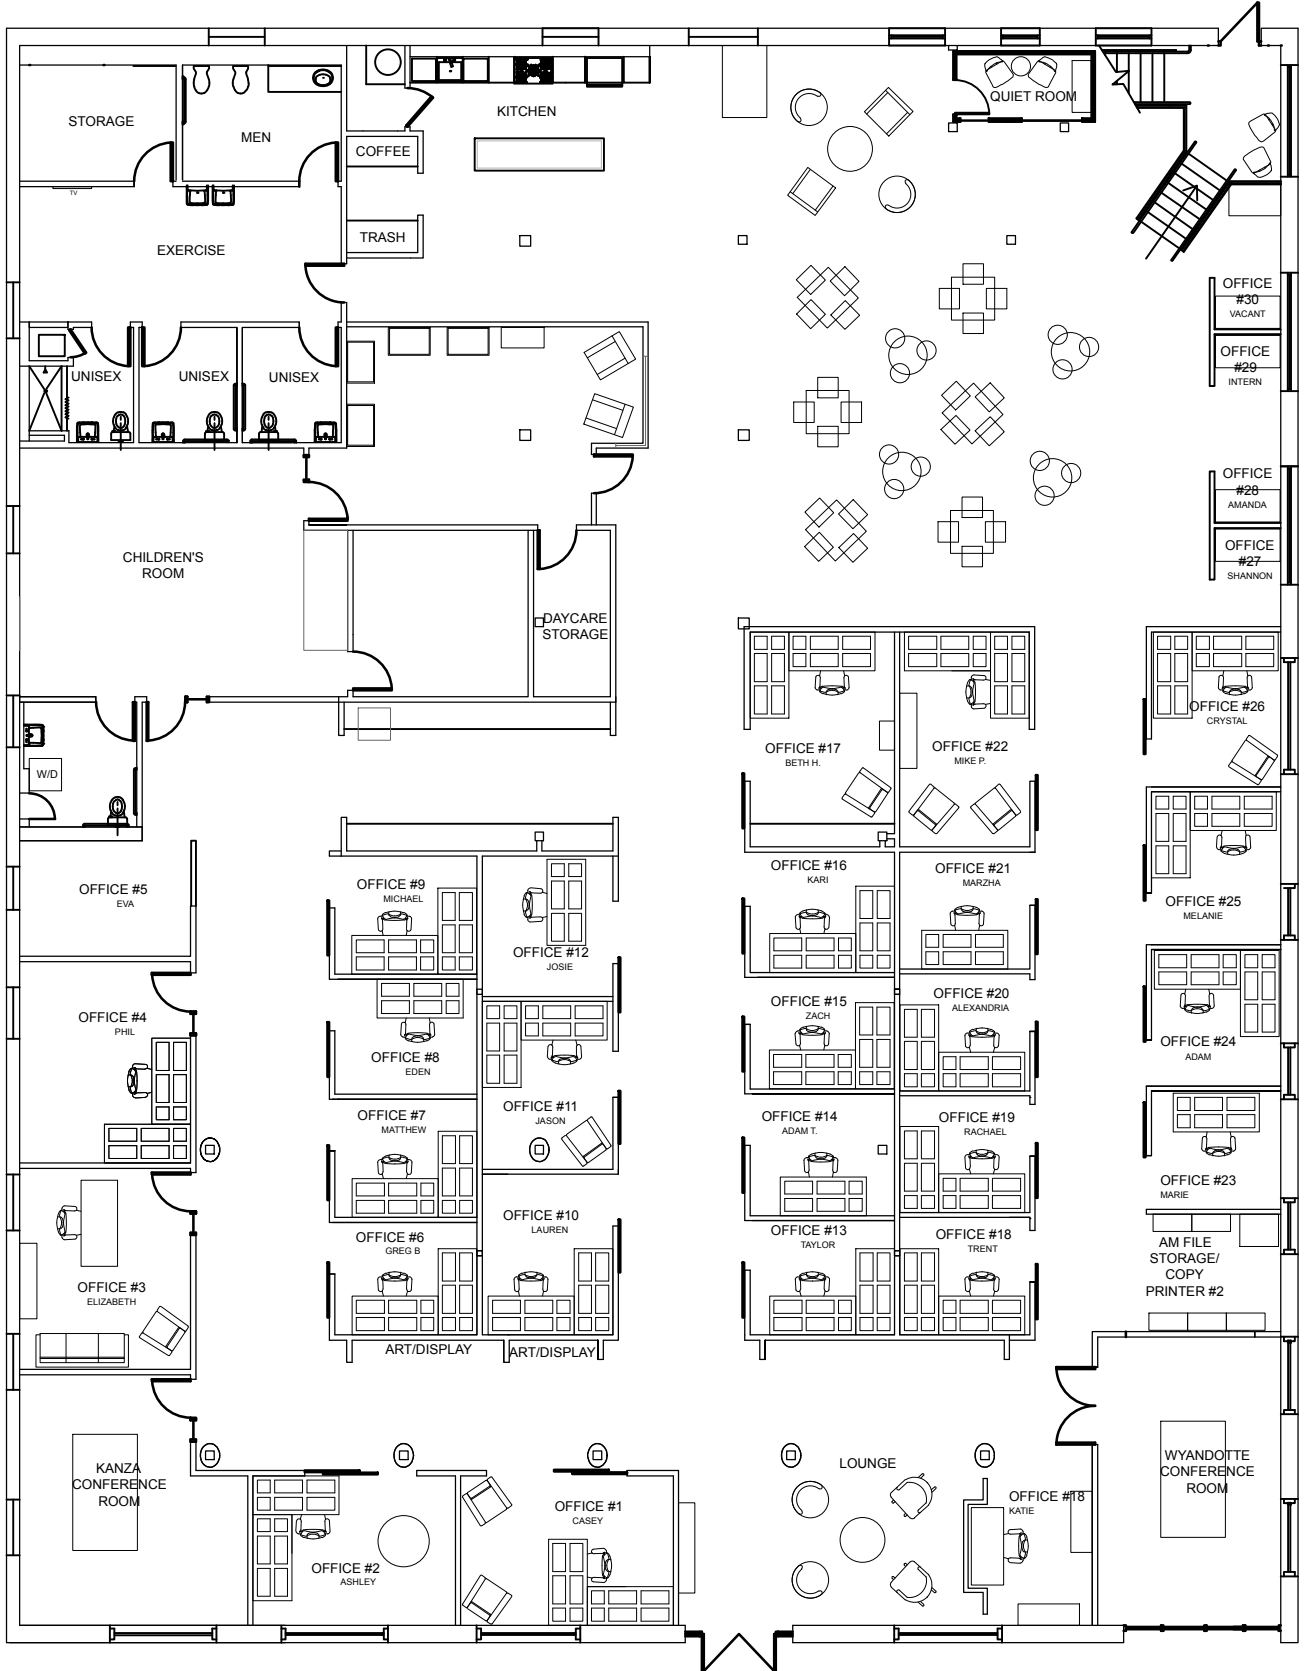 STORAGE
MEN
COFFEE
KITCHEN
QUIET ROOM
TV
EXERCISE
TRASH
OFFICE
#30
VACANT
OFFICE
#29
INTERN
UNISEX
UNISEX
UNISEX
OFFICE
#28
AMANDA
OFFICE
#27
SHANNON
CHILDREN'S
ROOM
DAYCARE
STORAGE
OFFICE #26
CRYSTAL
OFFICE #17
BETH H.
OFFICE #22
MIKE P.
W/D
OFFICE #5
EVA
OFFICE #9
MICHAEL
OFFICE #12
JOSIE
OFFICE #16
KARI
OFFICE #21
MARZHA
OFFICE #25
MELANIE
OFFICE #4
PHIL
OFFICE #8
EDEN
OFFICE #15
ZACH
OFFICE #20
ALEXANDRIA
OFFICE #24
ADAM
OFFICE #7
MATTHEW
OFFICE #11
JASON
OFFICE #14
ADAM T.
OFFICE #19
RACHAEL
OFFICE #23
MARIE
OFFICE #3
ELIZABETH
OFFICE #6
GREG B
OFFICE #10
LAUREN
OFFICE #13
TAYLOR
OFFICE #18
TRENT
AM FILE
STORAGE/
COPY
PRINTER #2
ART/DISPLAY
ART/DISPLAY
KANZA
CONFERENCE
ROOM
LOUNGE
WYANDOTTE
CONFERENCE
ROOM
OFFICE #2
ASHLEY
OFFICE #1
CASEY
OFFICE #18
KATIE